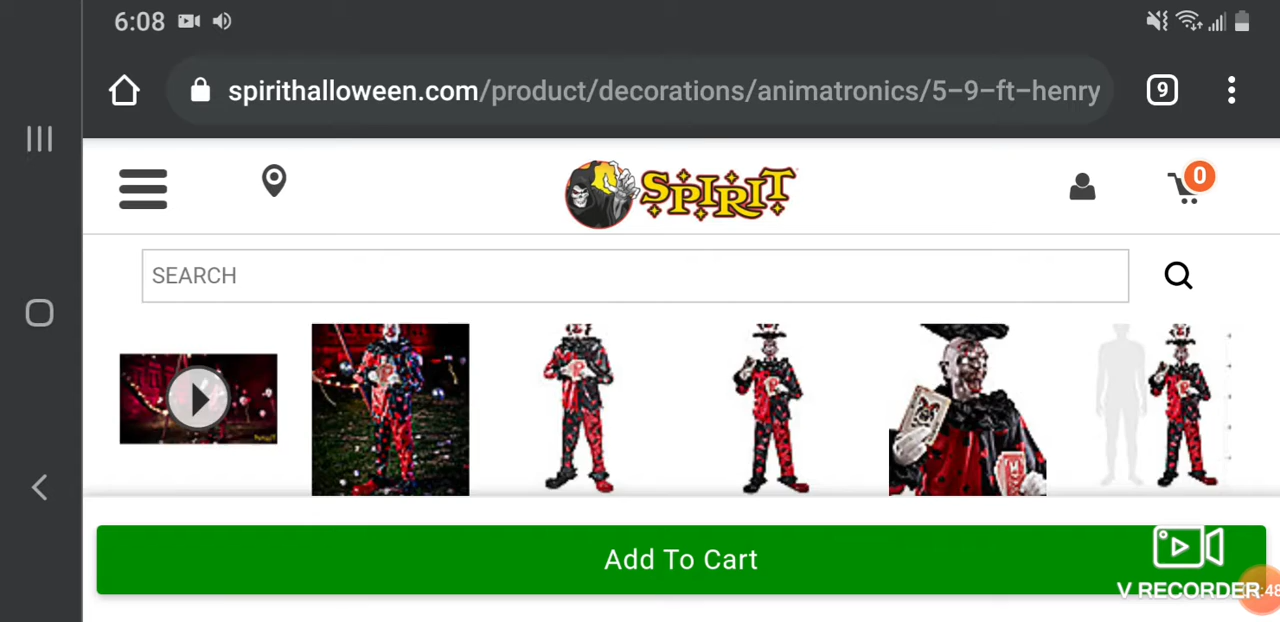 6:08
spirithalloween.com/product/decorations/animatronics/5-9-ft-henry
9
SPIRIT
0
SEARCH
Add To Cart
V RECORDER
:48